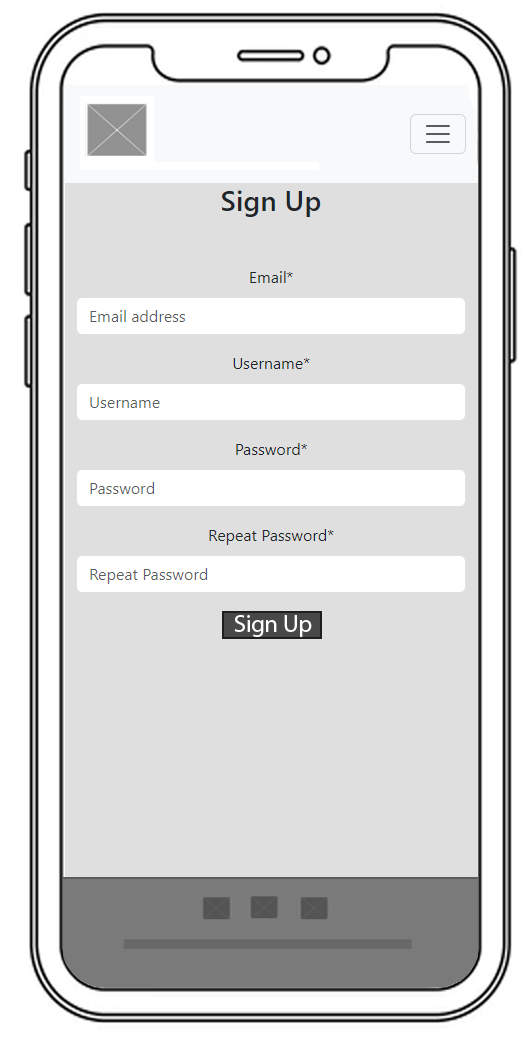 Sign Up
Email*
Email address
Username*
Username
Password*
Password
Repeat Password*
Repeat Password
Sign Up